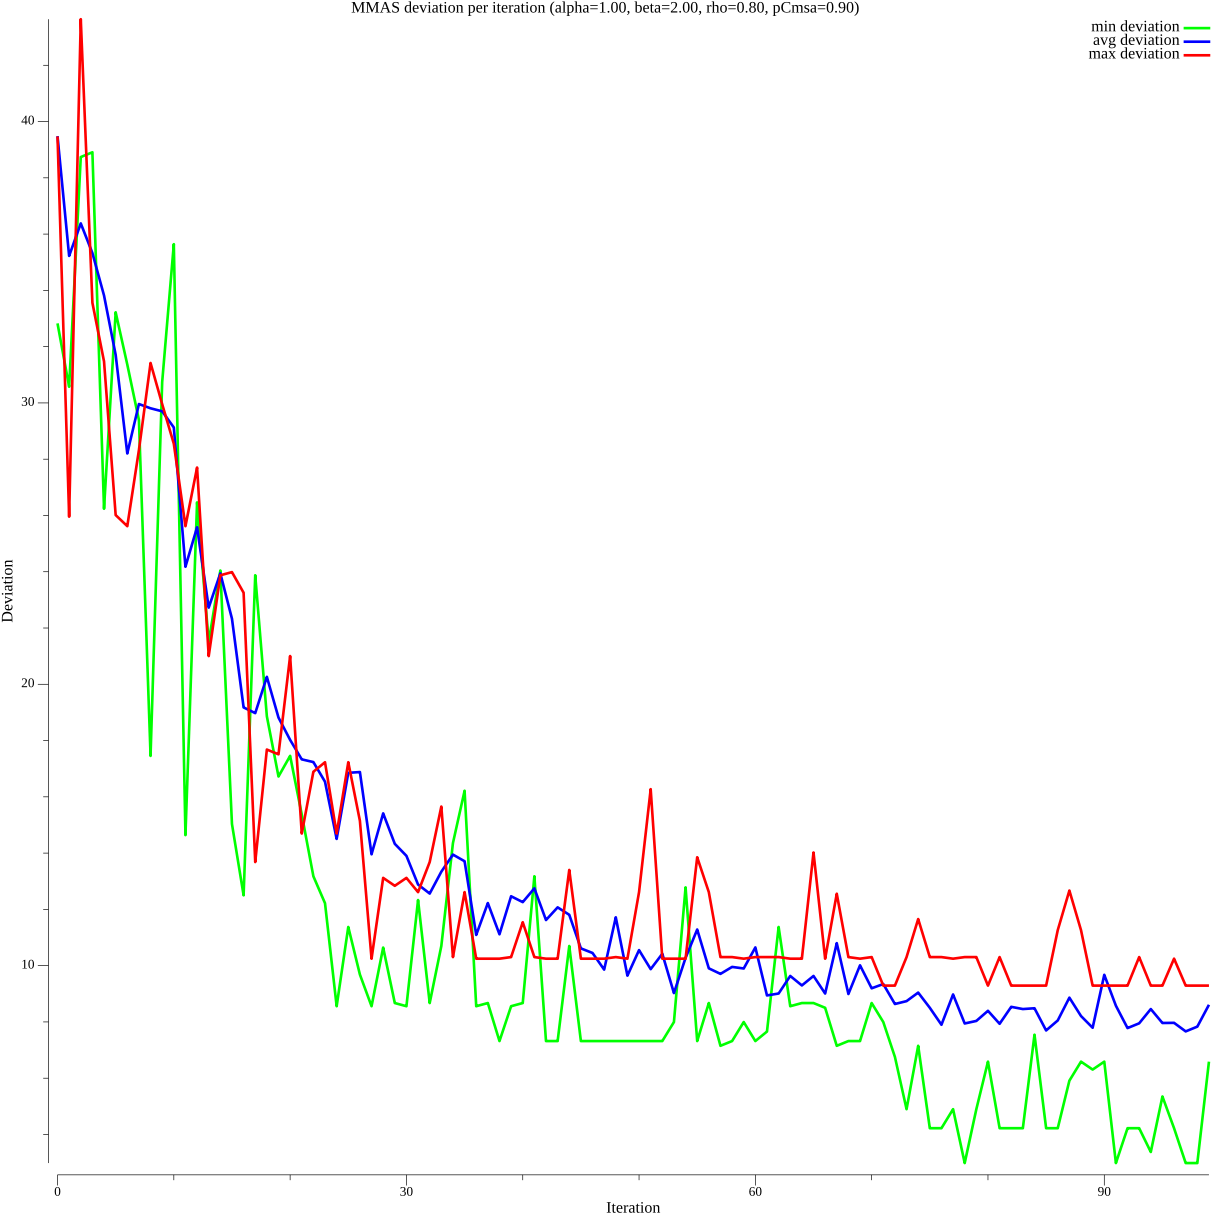 MMAS deviation per iteration (alpha=1.00, beta=2.00, rho=0.80, pCmsa=0.90)
min deviation
avg deviation
max deviation
40
30
20
10
Deviation
0
30
60
90
Iteration